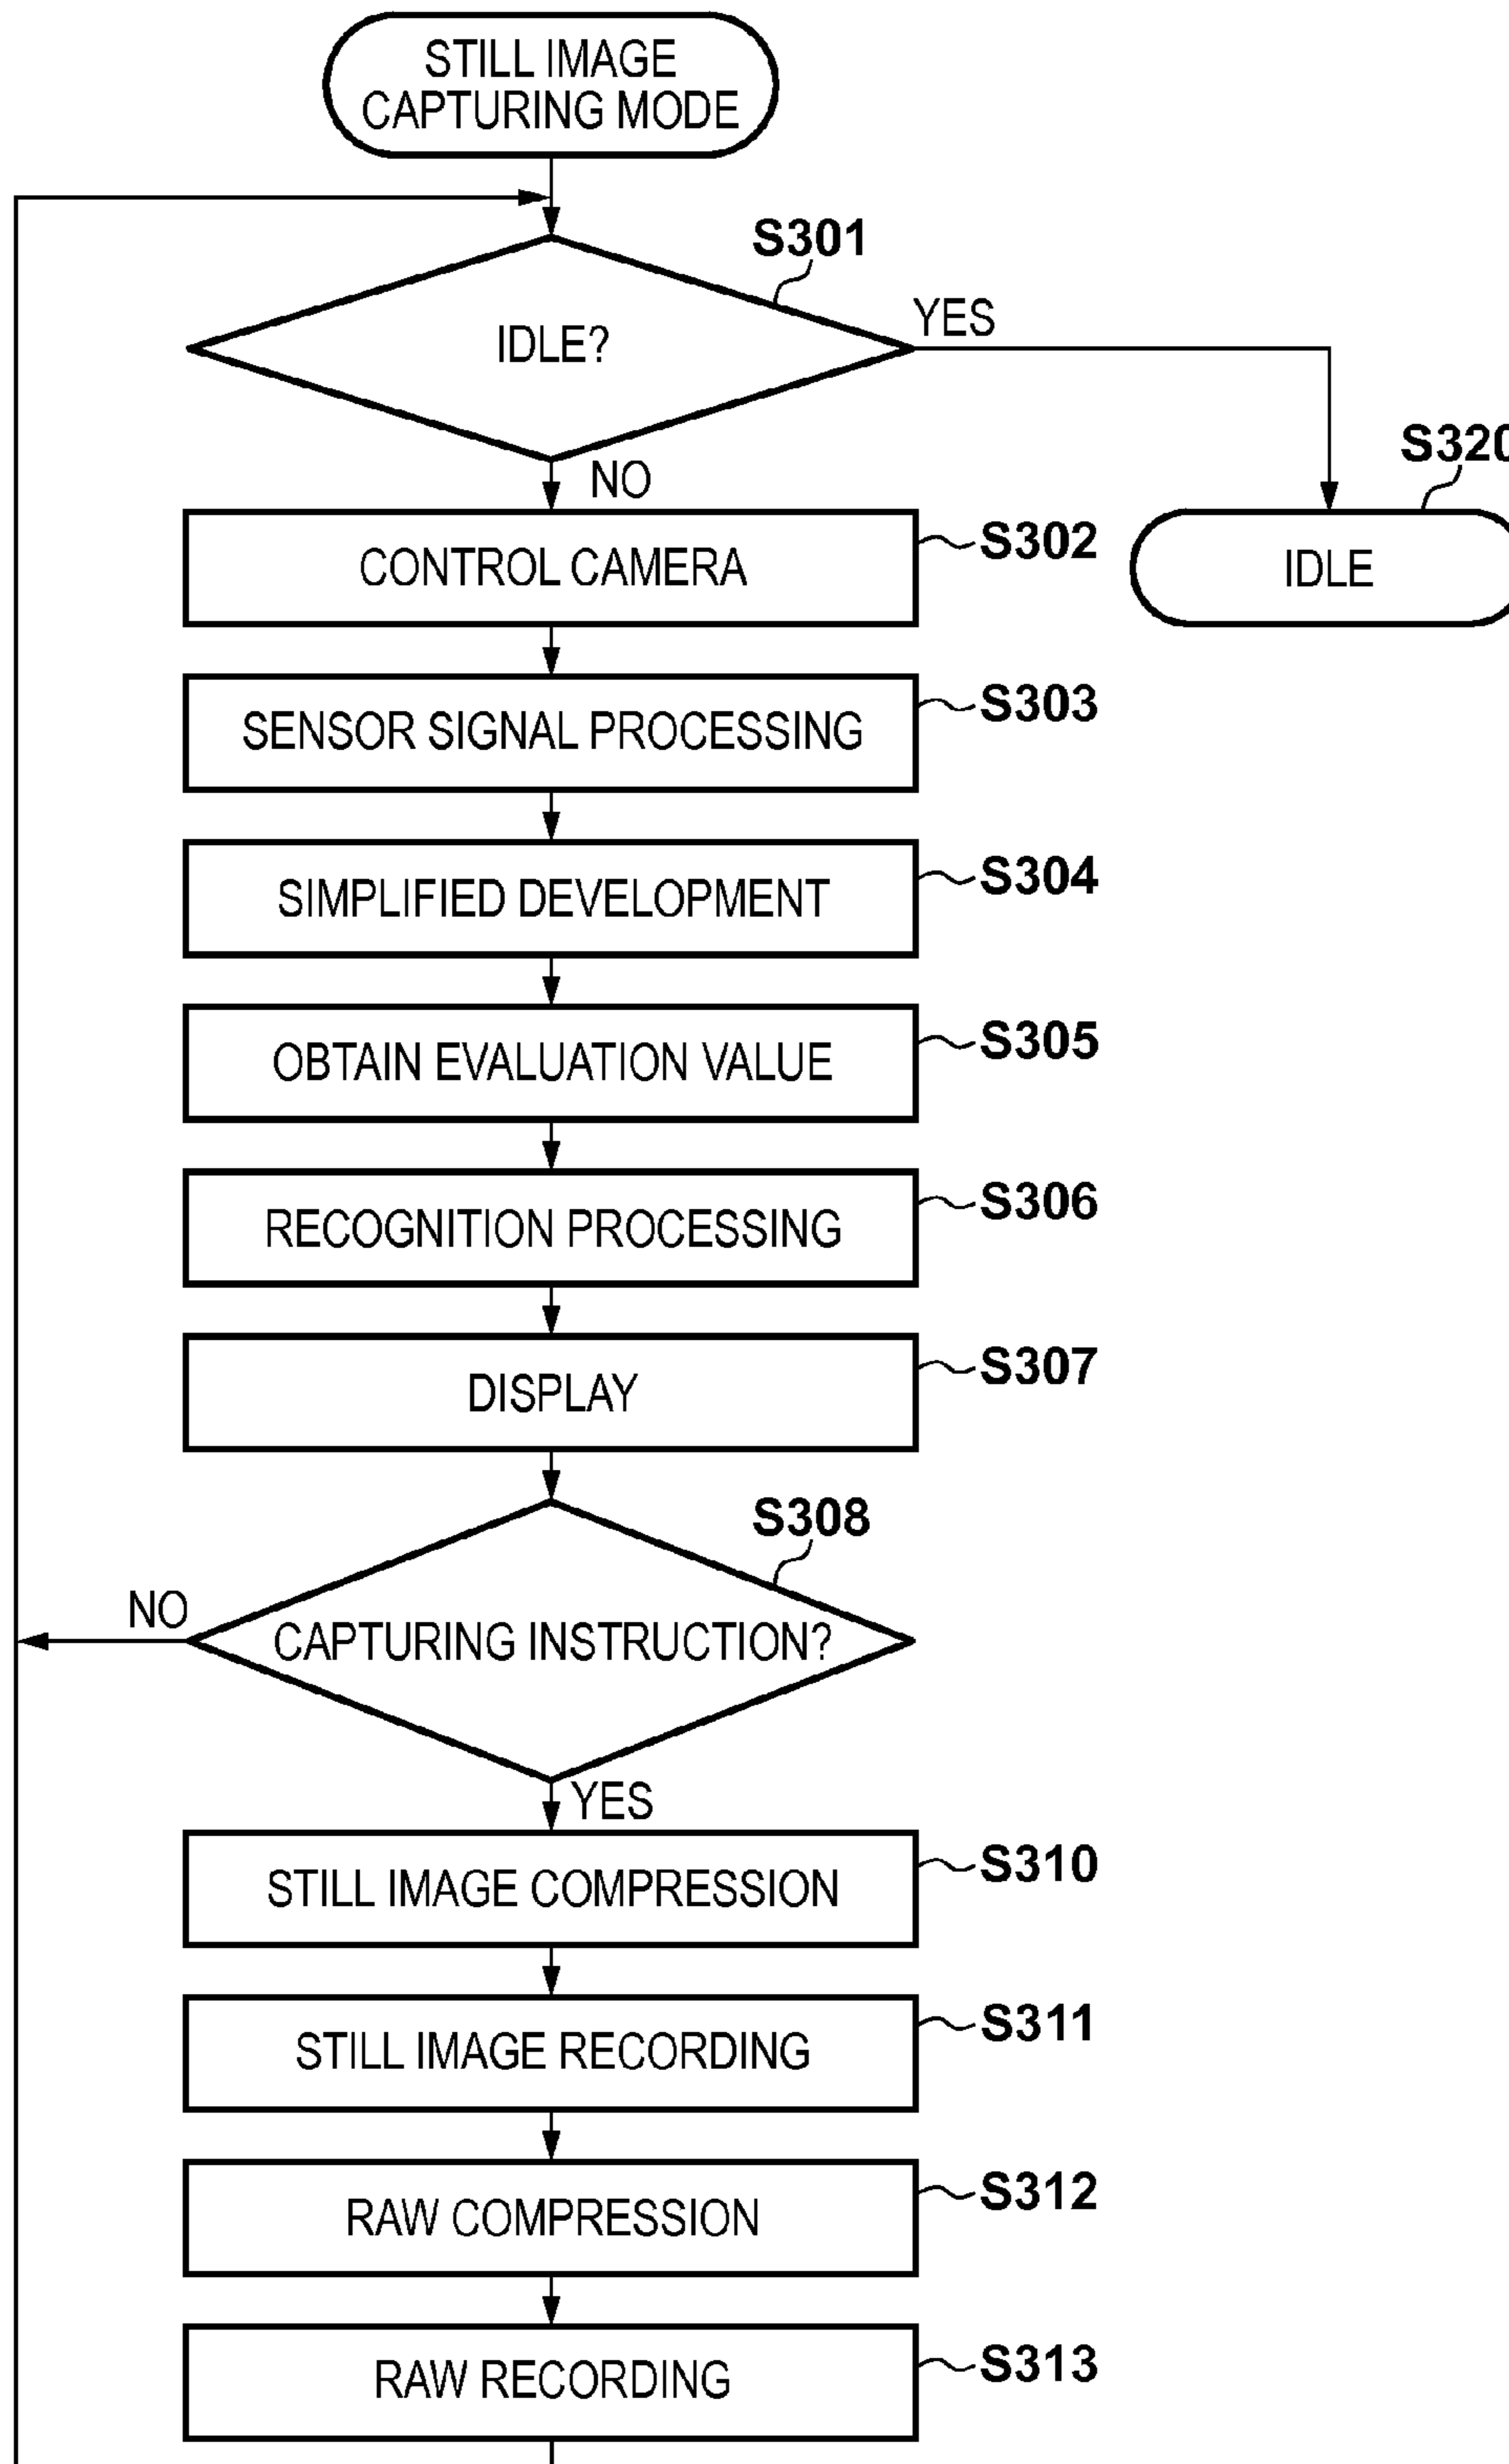 STILL IMAGE
CAPTURING MODE
S301
IDLE?
YES
NO
S320
IDLE
CONTROL CAMERA
S302
SENSOR SIGNAL PROCESSING
S303
SIMPLIFIED DEVELOPMENT
S304
OBTAIN EVALUATION VALUE
S305
RECOGNITION PROCESSING
S306
DISPLAY
S307
S308
CAPTURING INSTRUCTION?
NO
YES
STILL IMAGE COMPRESSION
S310
STILL IMAGE RECORDING
S311
RAW COMPRESSION
S312
RAW RECORDING
S313